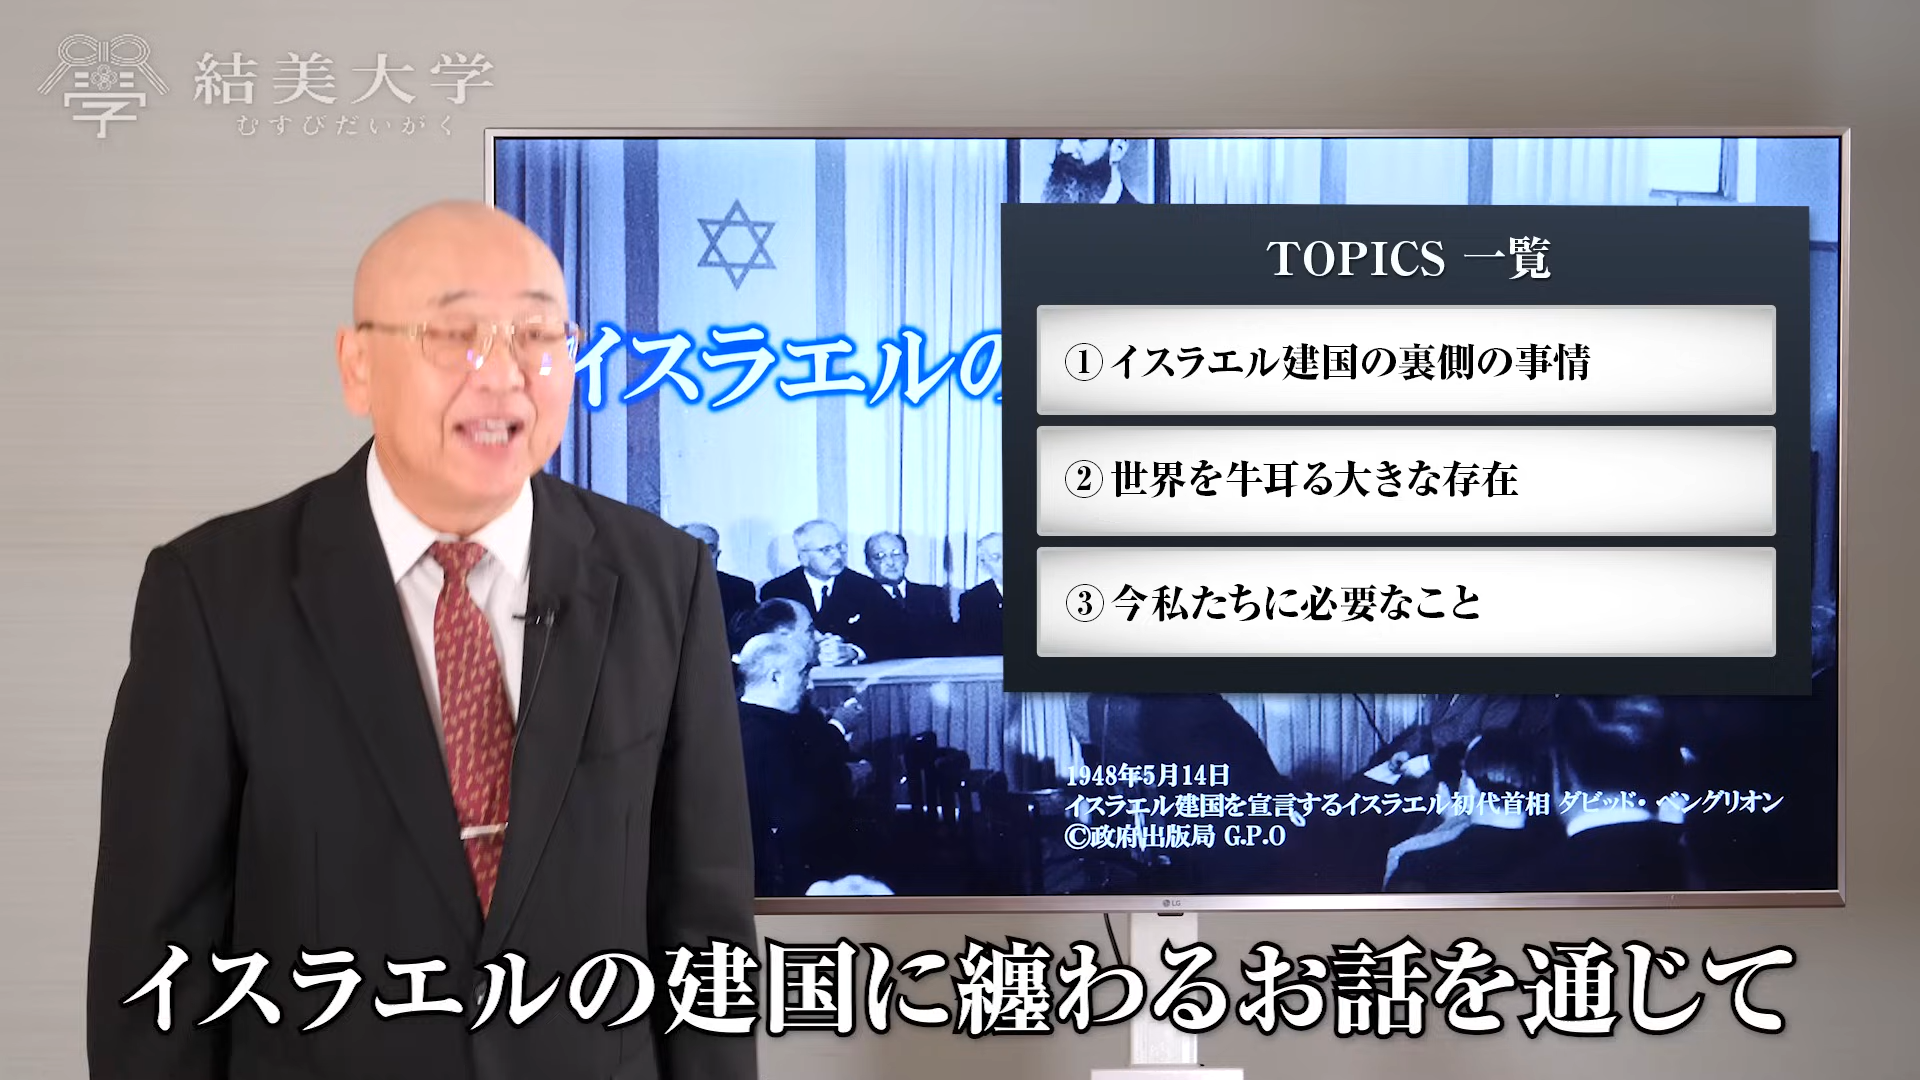 結美大学
むすびだいがく
イスラエルの
TOPICS 一覧
①イスラエル建国の裏側の事情
②世界を牛耳る大きな存在
③今私たちに必要なこと
1948年5月14日
イスラエル建国を宣言するイスラエル初代首相 ダビッド・ベングリオン
©政府出版局 G.P.O
LG
イスラエルの建国に纏わるお話を通じて